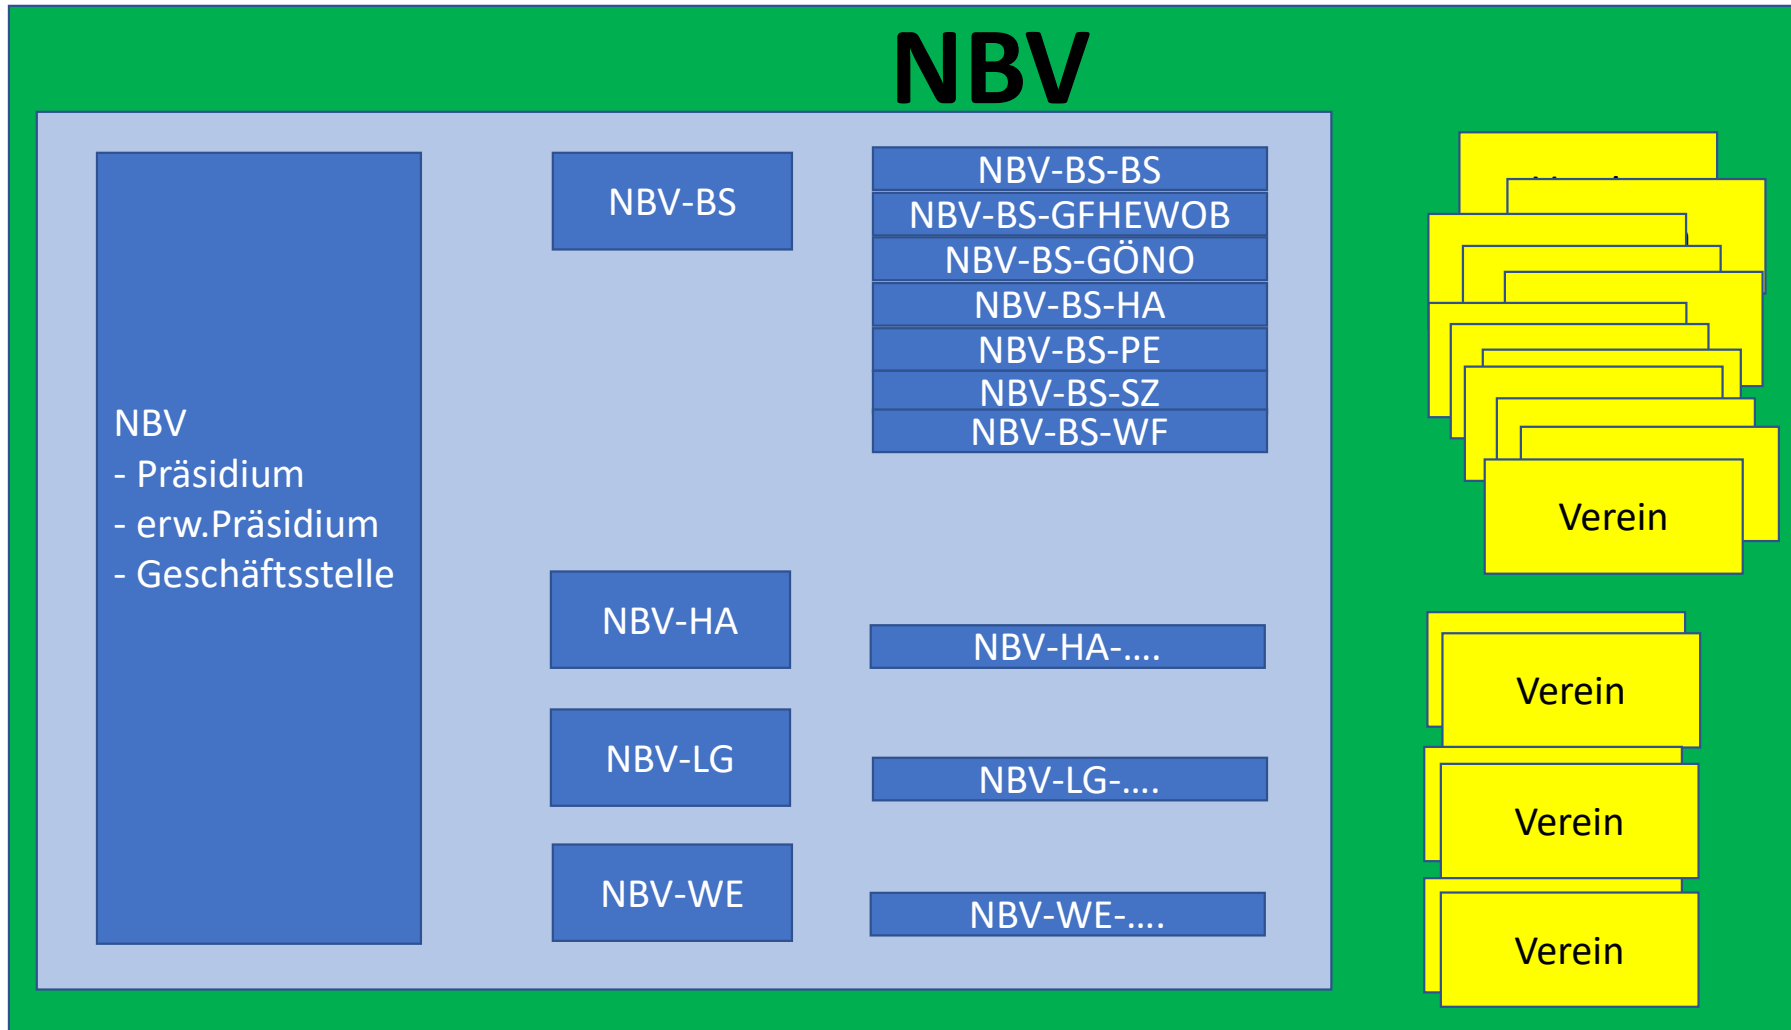 NBV
NBV
- Präsidium
- erw.Präsidium
- Geschäftsstelle
NBV-BS
NBV-HA
NBV-LG
NBV-WE
NBV-BS-BS
NBV-BS-GFHEWOB
NBV-BS-GÖNO
NBV-BS-HA
NBV-BS-PE
NBV-BS-SZ
NBV-BS-WF
NBV-HA-....
NBV-LG-....
NBV-WE-....
Verein
Verein
Verein
Verein